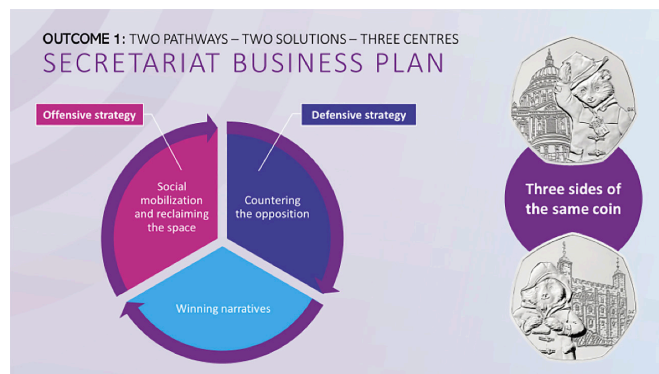 OUTCOME 1: TWO PATHWAYS – TWO SOLUTIONS – THREE CENTRES
SECRETARIAT BUSINESS PLAN
Offensive strategy
Defensive strategy
Social
mobilization
and reclaiming
the space
Countering
the opposition
Winning narratives
Three sides of
the same coin